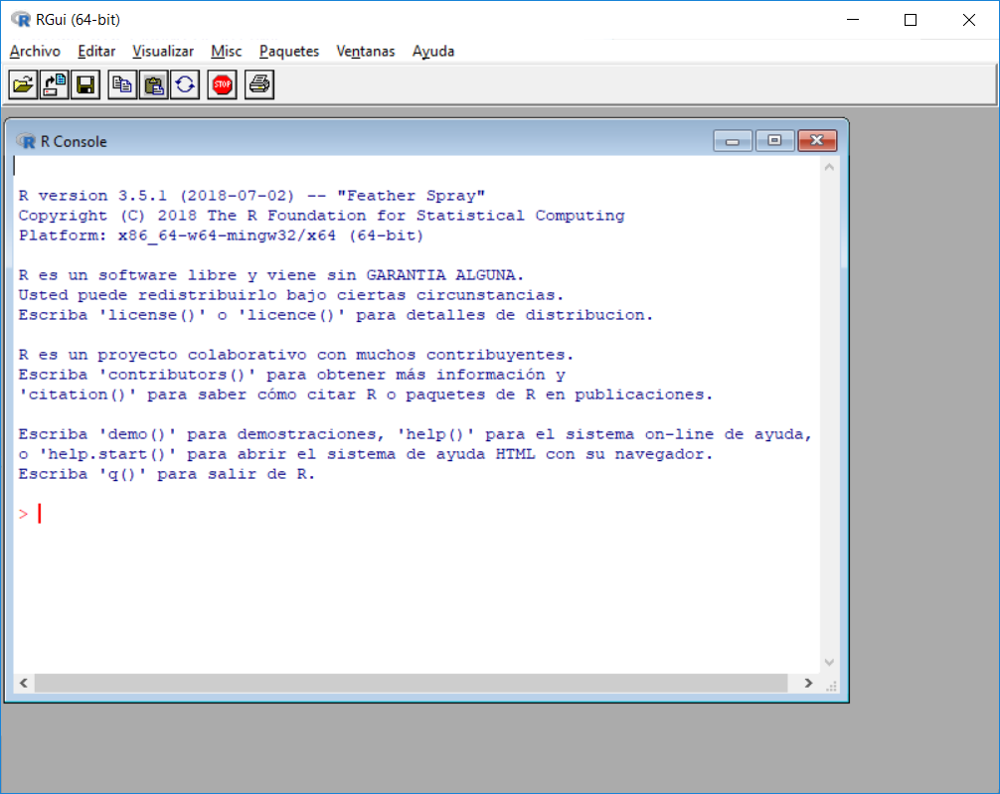 RGui (64-bit)
Archivo Editar Visualizar Misc Paquetes Ventanas Ayuda
STOP
R Console
R version 3.5.1 (2018-07-02) -- "Feather Spray"
Copyright (C) 2018 The R Foundation for Statistical Computing
Platform: x86_64-w64-mingw32/x64 (64-bit)
R es un software libre y viene sin GARANTIA ALGUNA.
Usted puede redistribuirlo bajo ciertas circunstancias.
Escriba 'license()' o 'licence()' para detalles de distribucion.
R es un proyecto colaborativo con muchos contribuyentes.
Escriba 'contributors()' para obtener más información y
'citation()' para saber cómo citar R o paquetes de R en publicaciones.
Escriba 'demo()' para demostraciones, 'help()' para el sistema on-line de ayuda,
o 'help.start()' para abrir el sistema de ayuda HTML con su navegador.
Escriba 'q()' para salir de R.
>